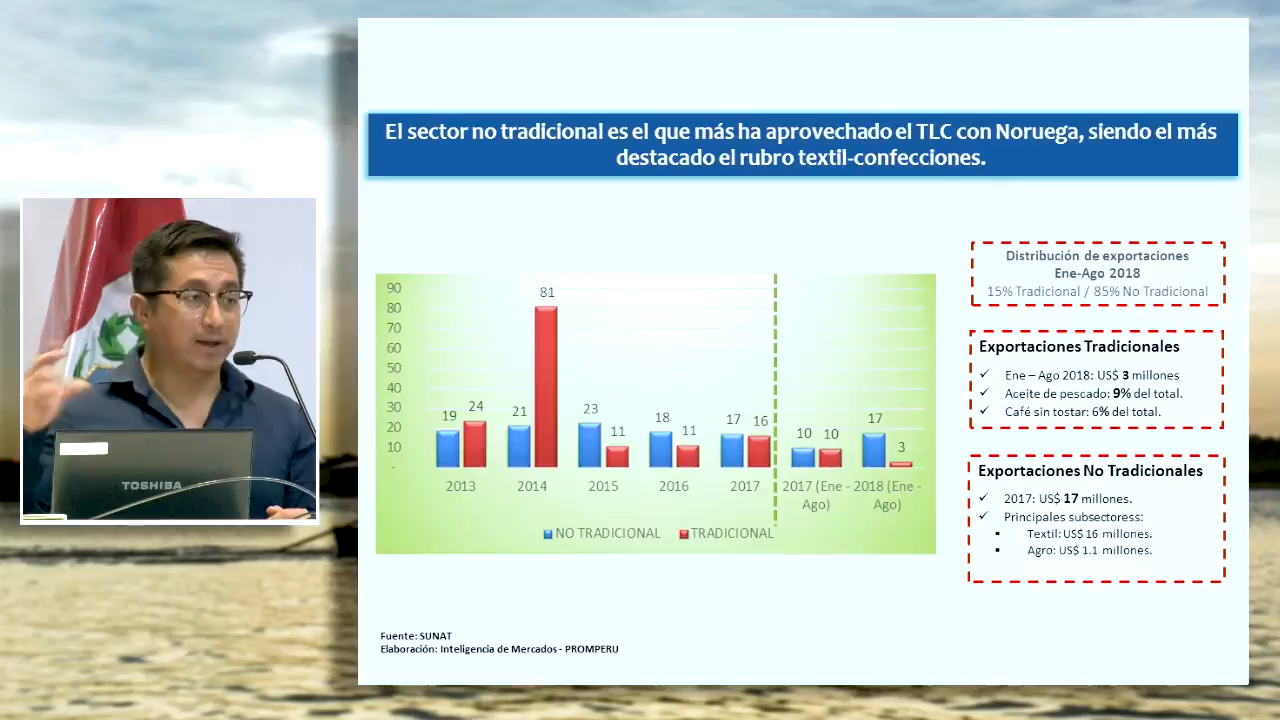 El sector no tradicional es el que más ha aprovechado el TLC con Noruega, siendo el más
destacado el rubro textil-confecciones.
Distribución de exportaciones
Ene-Ago 2018
15% Tradicional / 85% No Tradicional
90
80
70
60
50
40
30
20
10
-
19
24
21
81
23
11
18
11
17
16
10
10
17
3
2013
2014
2015
2016
2017
2017 (Ene -
Ago)
2018 (Ene -
Ago)
NO TRADICIONAL
TRADICIONAL
Exportaciones Tradicionales
Ene – Ago 2018: US$ 3 millones
Aceite de pescado: 9% del total.
Café sin tostar: 6% del total.
Exportaciones No Tradicionales
2017: US$ 17 millones.
Principales subsectoress:
Textil: US$ 16 millones.
Agro: US$ 1.1 millones.
TOSHIBA
Fuente: SUNAT
Elaboración: Inteligencia de Mercados - PROMPERU